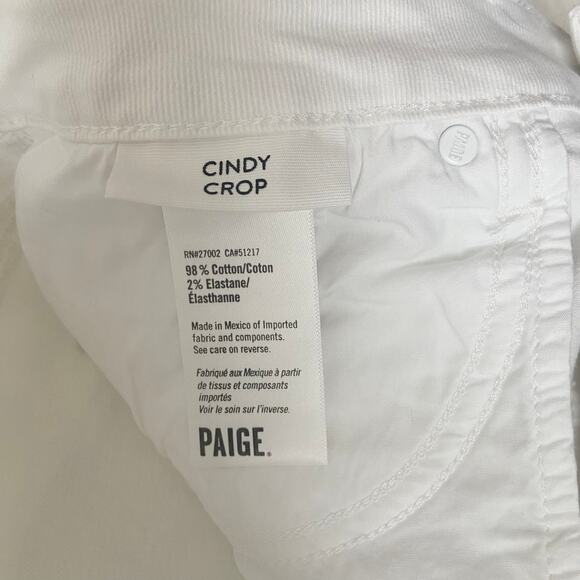 PAIGE
CINDY
CROP
RN#27002 CA#51217
98% Cotton/Coton
2% Elastane/
Élasthanne
Made in Mexico of Imported
fabric and components.
See care on reverse.
Fabriqué aux Mexique à partir
de tissus et composants
importés
Voir le soin sur l'inverse.
PAIGE.